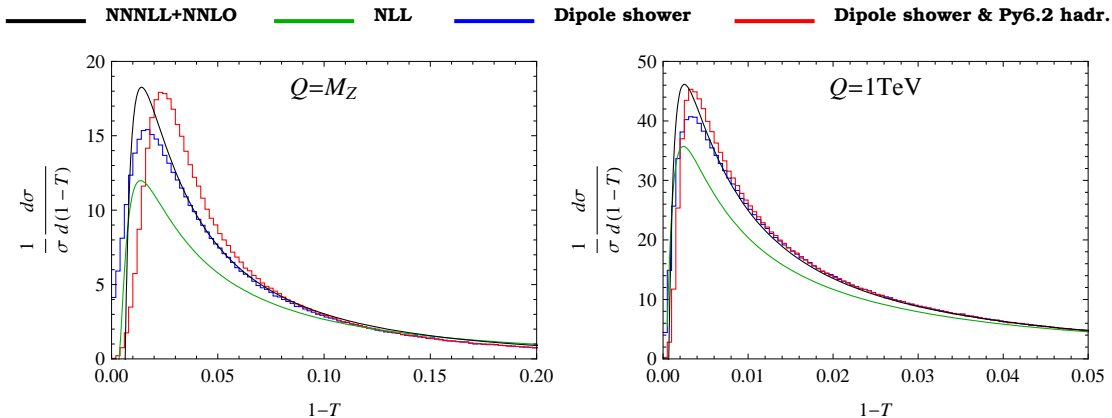 NNNLL+NNLO NLL Dipole shower Dipole shower & Py6.2 hadr.
Q=M_Z
20
15
10
5
0
0.00 0.05 0.10 0.15 0.20
1-T
1/σ dσ/d(1-T)
Q=1TeV
50
40
30
20
10
0
0.00 0.01 0.02 0.03 0.04 0.05
1-T
1/σ dσ/d(1-T)